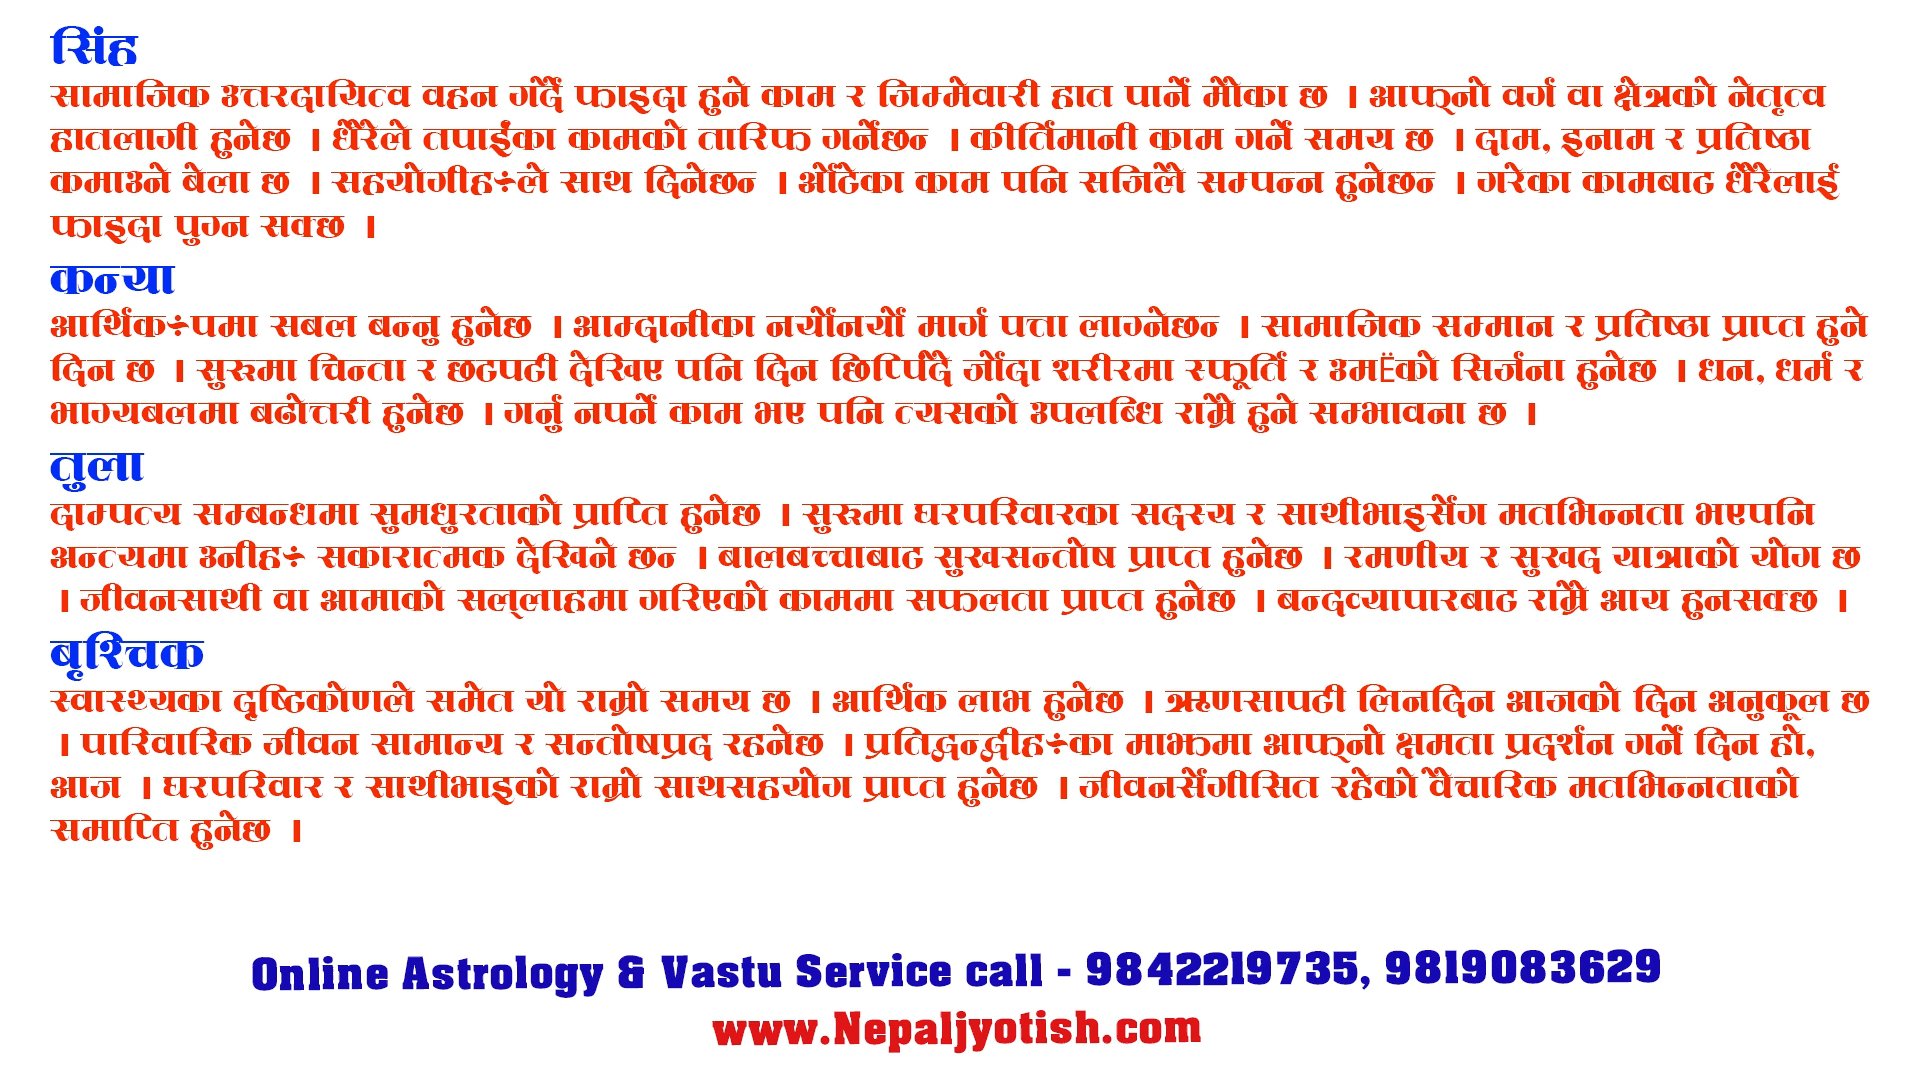 सिंह
सामाजिक उत्तरदायित्व वहन गर्दै फाइदा हुने काम र जिम्मेवारी हात पार्ने मौका छ । आफ्नो वर्ग वा क्षेत्रको नेतृत्व
हातलागी हुनेछ । धेरैले तपाईंका कामको तारिफ गर्नेछन् । कीर्तिमानी काम गर्ने समय छ । दाम, इनाम र प्रतिष्ठा
कमाउने बेला छ । सहयोगीह÷ले साथ दिनेछन् । आँटेका काम पनि सजिलै सम्पन्न हुनेछन् । गरेका कामबाट धेरैलाई
फाइदा पुग्न सक्छ ।
कन्या
आर्थिक÷पमा सबल बन्नु हुनेछ । आम्दानीका नयाँनयाँ मार्ग पत्ता लाग्नेछन् । सामाजिक सम्मान र प्रतिष्ठा प्राप्त हुने
दिन छ । सुरूमा चिन्ता र छटपटी देखिए पनि दिन छिप्पिँदै जाँदा शरीरमा स्फूर्ति र उमËको सिर्जना हुनेछ । धन, धर्म र
भाग्यबलमा बढोत्तरी हुनेछ । गर्नु नपर्ने काम भए पनि त्यसको उपलब्धि राम्रै हुने सम्भावना छ ।
तुला
दाम्पत्य सम्बन्धमा सुमधुरताको प्राप्ति हुनेछ । सुरूमा घरपरिवारका सदस्य र साथीभाइसँग मतभिन्नता भएपनि
अन्त्यमा उनीह÷ं सकारात्मक देखिने छन् । बालबच्चाबाट सुखसन्तोष प्राप्त हुनेछ । रमणीय र सुखद यात्राको योग छ
। जीवनसाथी वा आमाको सल्लाहमा गरिएको काममा सफलता प्राप्त हुनेछ । बन्दव्यापारबाट राम्रै आय हुनसक्छ ।
बृश्चिक
स्वास्थ्यका दृष्टिकोणले समेत यो राम्रो समय छ । आर्थिक लाभ हुनेछ । ऋणसापटी लिनदिन आजको दिन अनुकूल छ
। पारिवारिक जीवन सामान्य र सन्तोषप्रद रहनेछ । प्रतिद्वन्द्वीह÷का माझमा आफ्नो क्षमता प्रदर्शन गर्ने दिन हो,
आज । घरपरिवार र साथीभाइको राम्रो साथसहयोग प्राप्त हुनेछ । जीवनसँगीसित रहेको वैचारिक मतभिन्नताको
समाप्ति हुनेछ ।
Online Astrology & Vastu Service call - 9842219735, 9819083629
www.Nepaljyotish.com